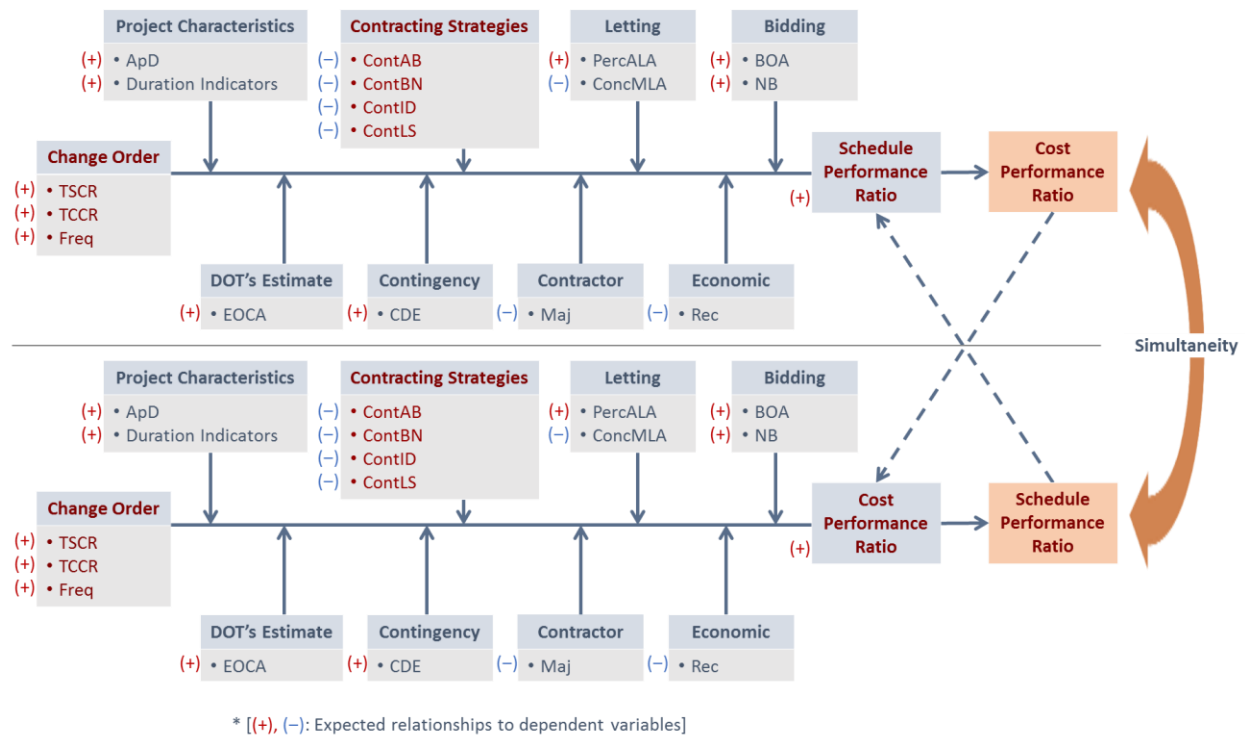 Project Characteristics
(+) • ApD
(+) • Duration Indicators
Contracting Strategies
(−) • ContAB
(−) • ContBN
(−) • ContID
(−) • ContLS
Letting
(+) • PercALA
(−) • ConcMLA
Bidding
(+) • BOA
(+) • NB
Change Order
(+) • TSCR
(+) • TCCR
(+) • Freq
Schedule
Performance
(+) Ratio
Cost
Performance
Ratio
DOT's Estimate
(+) • EOCA
Contingency
(+) • CDE
Contractor
(−) • Maj
Economic
(−) • Rec
Simultaneity
Project Characteristics
(+) • ApD
(+) • Duration Indicators
Contracting Strategies
(−) • ContAB
(−) • ContBN
(−) • ContID
(−) • ContLS
Letting
(+) • PercALA
(−) • ConcMLA
Bidding
(+) • BOA
(+) • NB
Change Order
(+) • TSCR
(+) • TCCR
(+) • Freq
Cost
Performance
(+) Ratio
Schedule
Performance
Ratio
DOT's Estimate
(+) • EOCA
Contingency
(+) • CDE
Contractor
(−) • Maj
Economic
(−) • Rec
* [(+), (−): Expected relationships to dependent variables]